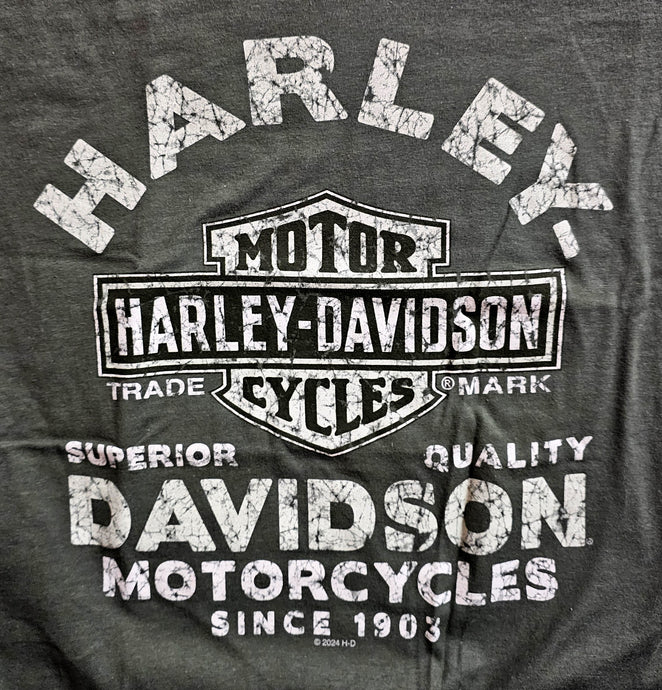 HARLEY-
MOTOR
HARLEY-DAVIDSON
TRADE ® MARK
CYCLES
SUPERIOR QUALITY
DAVIDSON®
MOTORCYCLES
SINCE 1903
© 2024 H-D